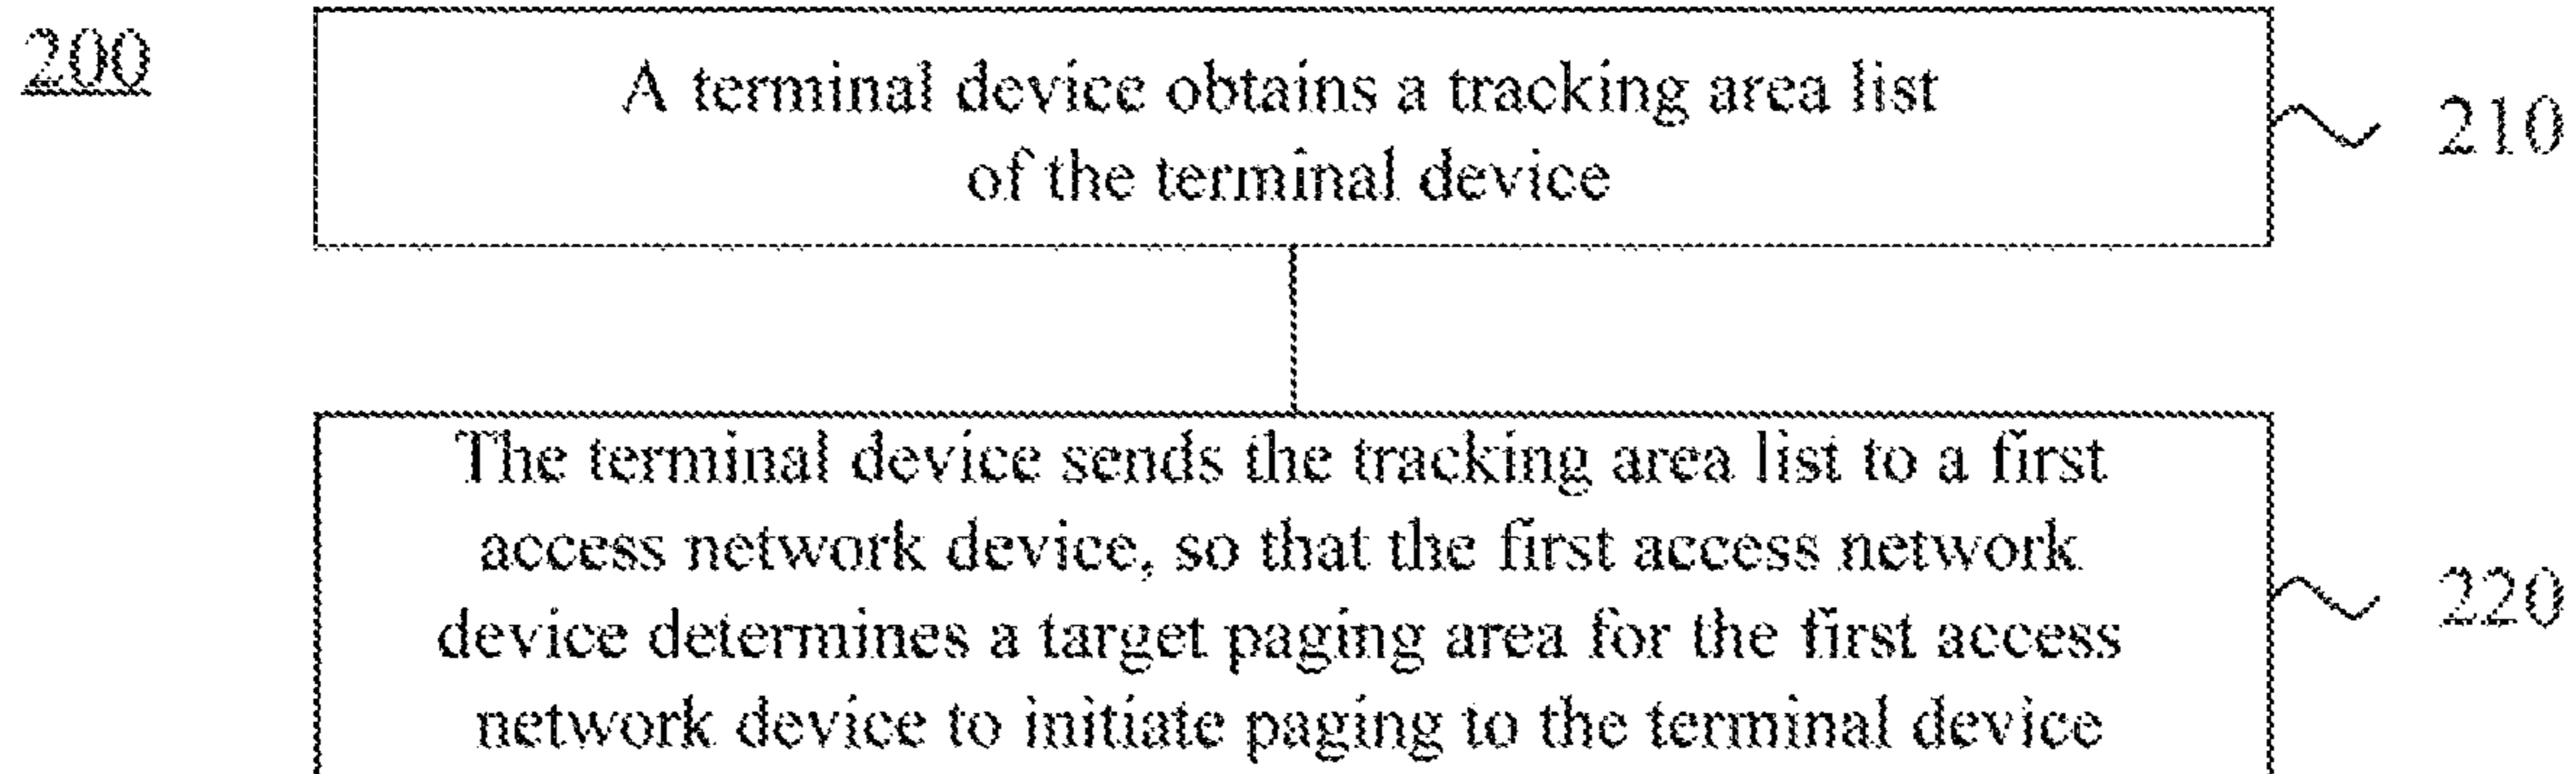 200
A terminal device obtains a tracking area list
of the terminal device
210
The terminal device sends the tracking area list to a first
access network device, so that the first access network
device determines a target paging area for the first access
network device to initiate paging to the terminal device
220